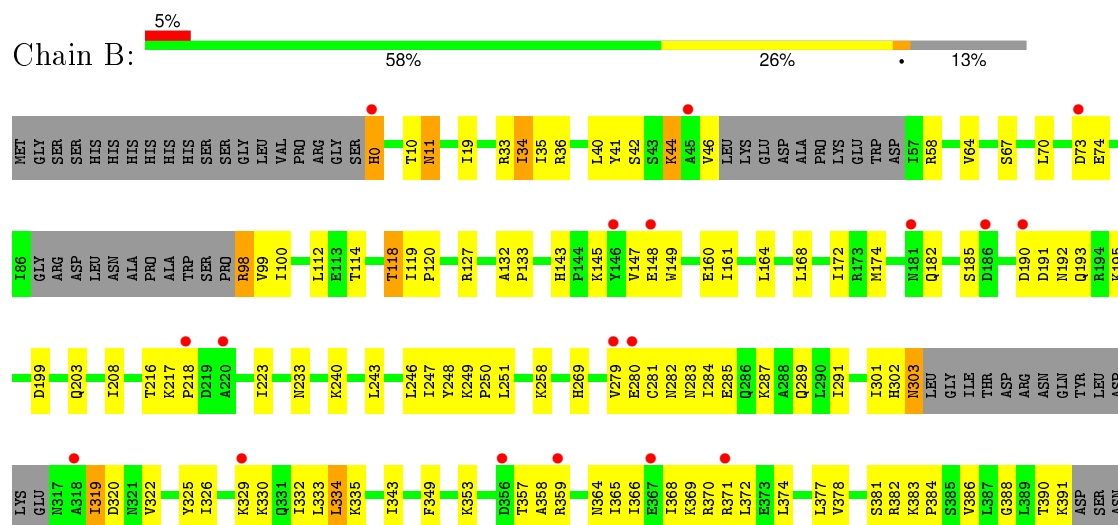 5%
Chain B:
58% 26% • 13%
MET GLY SER SER HIS HIS HIS HIS HIS HIS SER SER GLY LEU VAL PRO ARG GLY SER H0 T10 N11 I19 R33 I34 I35 R36 L40 Y41 S42 S43 K44 A45 V46 LEU LYS GLU ASP ALA PRO LYS GLU TRP ASP I57 R58 V64 S67 L70 D73 E74
I86 GLY ARG ASP LEU ASN ALA PRO ALA TRP SER PRO R98 V99 I100 L112 E113 T114 T118 I119 P120 R127 A132 P133 H143 P144 K145 Y146 V147 E148 W149 E160 I161 L164 L168 I172 R173 M174 N181 Q182 S185 D186 D190 D191 N192 Q193 R194 K195
D199 Q203 I208 T216 K217 P218 D219 A220 I223 N233 K240 L243 L246 I247 Y248 K249 P250 L251 K258 H269 V279 E280 C281 N282 N283 I284 E285 Q286 K287 A288 Q289 L290 I291 I301 H302 N303 LEU GLY ILE THR ASP ARG ASN GLN TYR LEU ASP
LYS GLU N317 A318 I319 D320 N321 V322 Y325 I326 K329 K330 Q331 I332 L333 L334 K335 I343 F349 K353 D356 T357 A358 R359 N364 I365 K366 E367 I368 K369 R370 R371 L372 E373 L374 L377 V378 S381 R382 K383 P384 S385 V386 L387 G388 L389 T390 K391 ASP SER ASN